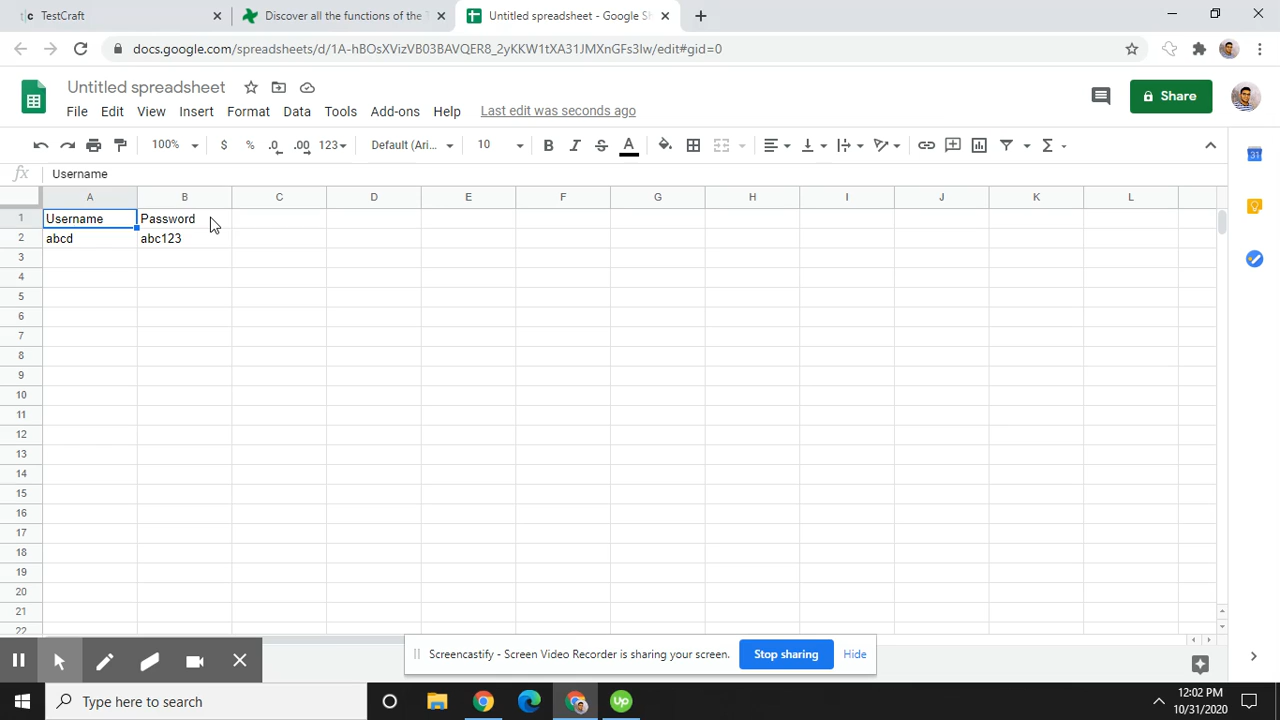 tc TestCraft
Discover all the functions of the
Untitled spreadsheet - Google Sh
docs.google.com/spreadsheets/d/1A-hBOsXVizVB03BAVQER8_2yKKW1tXA31JMXnGFs3Iw/edit#gid=0
Untitled spreadsheet
File Edit View Insert Format Data Tools Add-ons Help Last edit was seconds ago
Share
100% $ % .0 .00 123 Default (Ari... 10 B I S A Σ
fx Username
A B C D E F G H I J K L
1 Username Password
2 abcd abc123
3
4
5
6
7
8
9
10
11
12
13
14
15
16
17
18
19
20
21
22
31
Screencastify - Screen Video Recorder is sharing your screen. Stop sharing Hide
Type here to search
Up
12:02 PM
10/31/2020